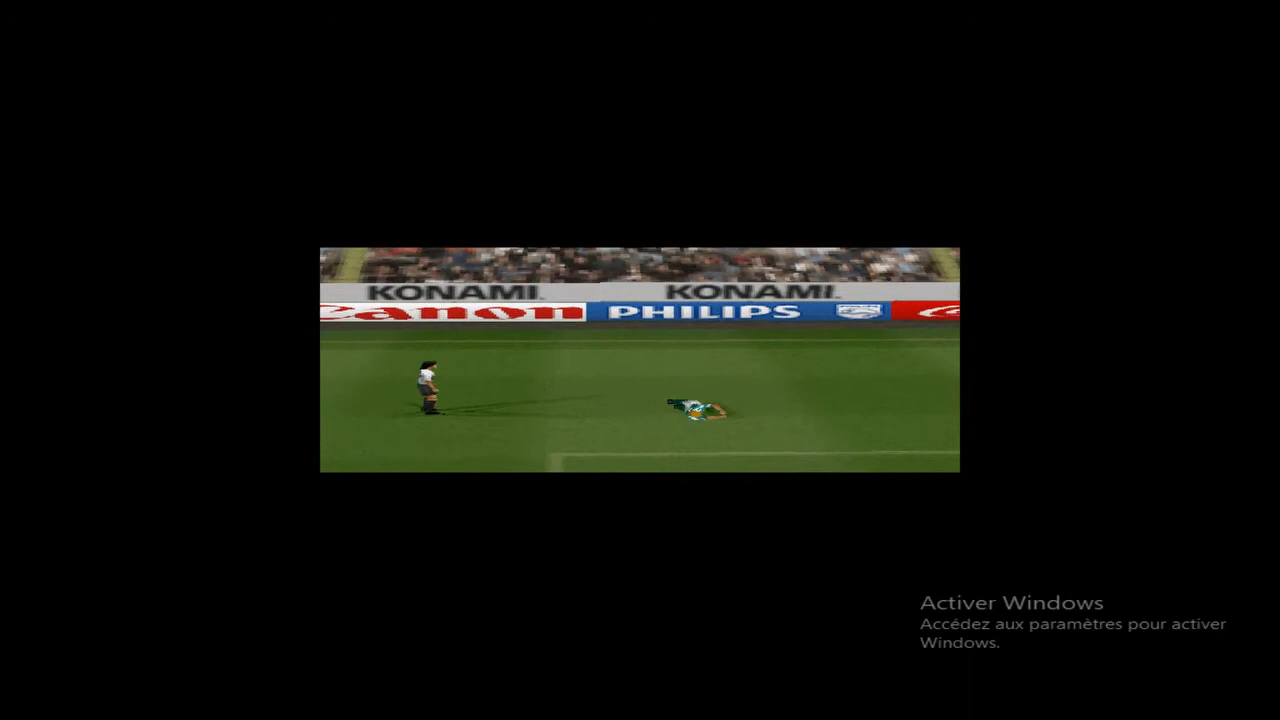 KONAMI KONAMI
Canon PHILIPS
Activer Windows
Accédez aux paramètres pour activer
Windows.